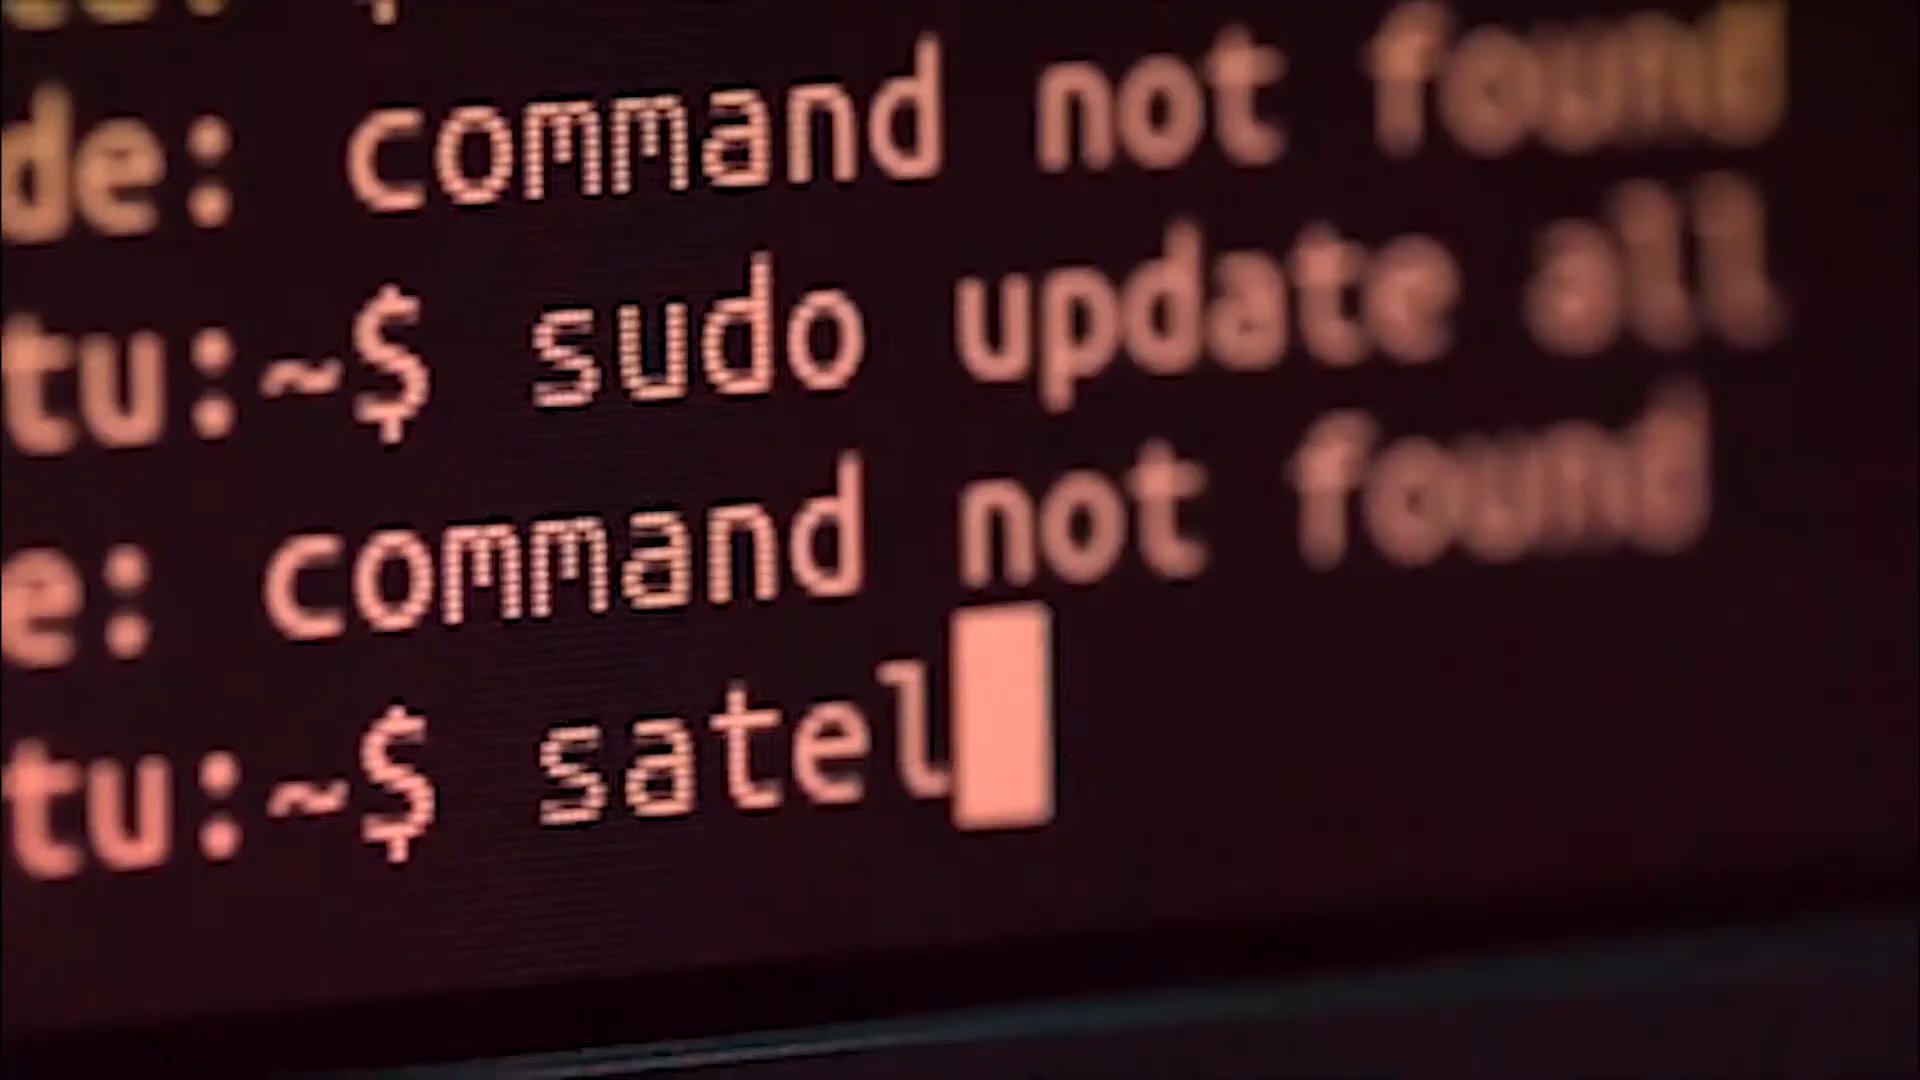 de: command not found
tu:~$ sudo update all
e: command not found
tu:~$ satel